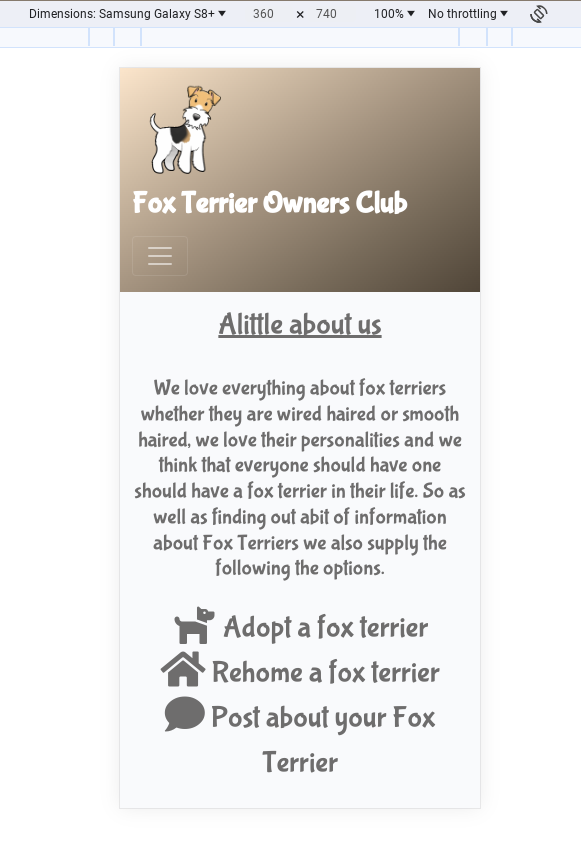 Dimensions: Samsung Galaxy S8+ 360 × 740 100% No throttling
Fox Terrier Owners Club
Alittle about us
We love everything about fox terriers
whether they are wired haired or smooth
haired, we love their personalities and we
think that everyone should have one
should have a fox terrier in their life. So as
well as finding out abit of information
about Fox Terriers we also supply the
following the options.
Adopt a fox terrier
Rehome a fox terrier
Post about your Fox
Terrier